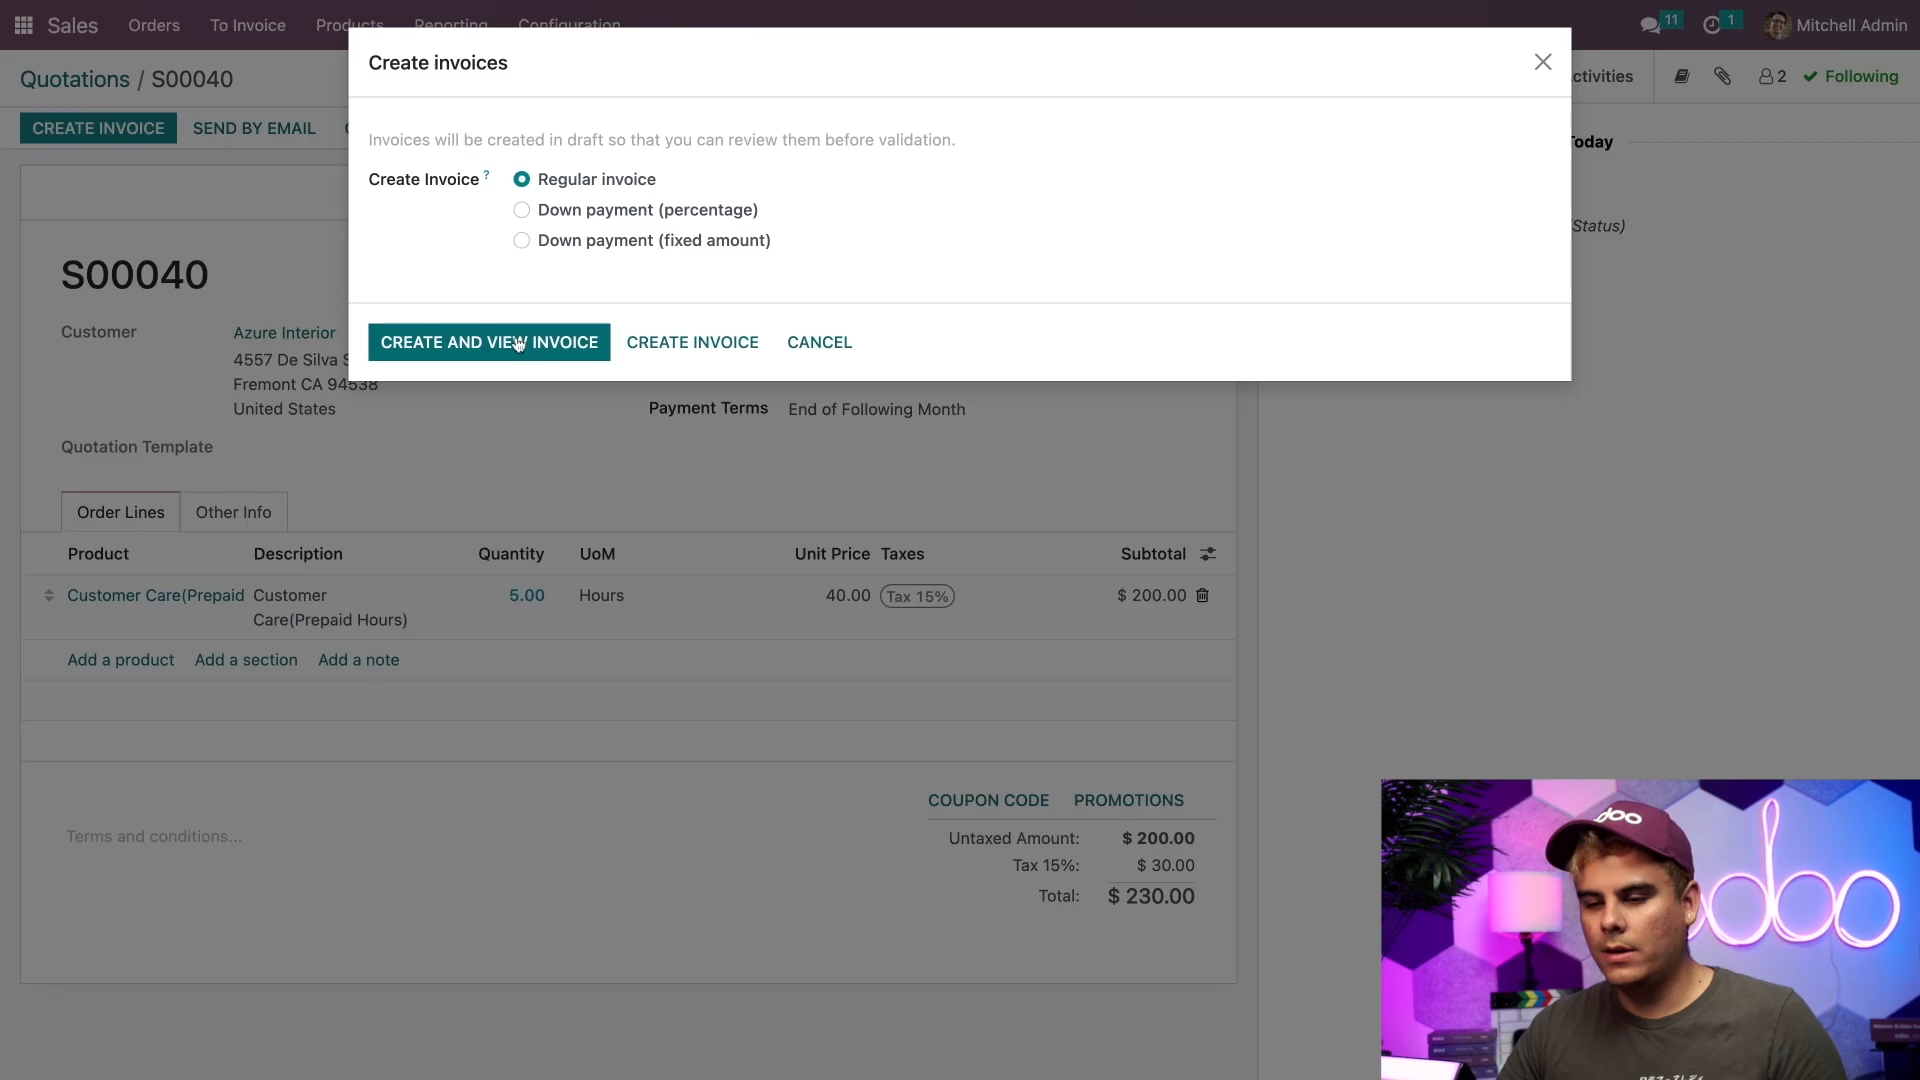 Sales Orders To Invoice Products Reporting Configuration 11 1 Mitchell Admin
Create invoices
Quotations / S00040
ctivities 2 Following
CREATE INVOICE SEND BY EMAIL
Invoices will be created in draft so that you can review them before validation.
Today
Create Invoice ? Regular invoice
Down payment (percentage)
Down payment (fixed amount)
(Status)
S00040
CREATE AND VIEW INVOICE CREATE INVOICE CANCEL
Customer Azure Interior
4557 De Silva S
Fremont CA 94538
United States
Payment Terms End of Following Month
Quotation Template
Order Lines Other Info
Product Description Quantity UoM Unit Price Taxes Subtotal
Customer Care(Prepaid Customer 5.00 Hours 40.00 Tax 15% $ 200.00
Care(Prepaid Hours)
Add a product Add a section Add a note
COUPON CODE PROMOTIONS
Terms and conditions...
Untaxed Amount: $ 200.00
Tax 15%: $ 30.00
Total: $ 230.00
odoo
odoo